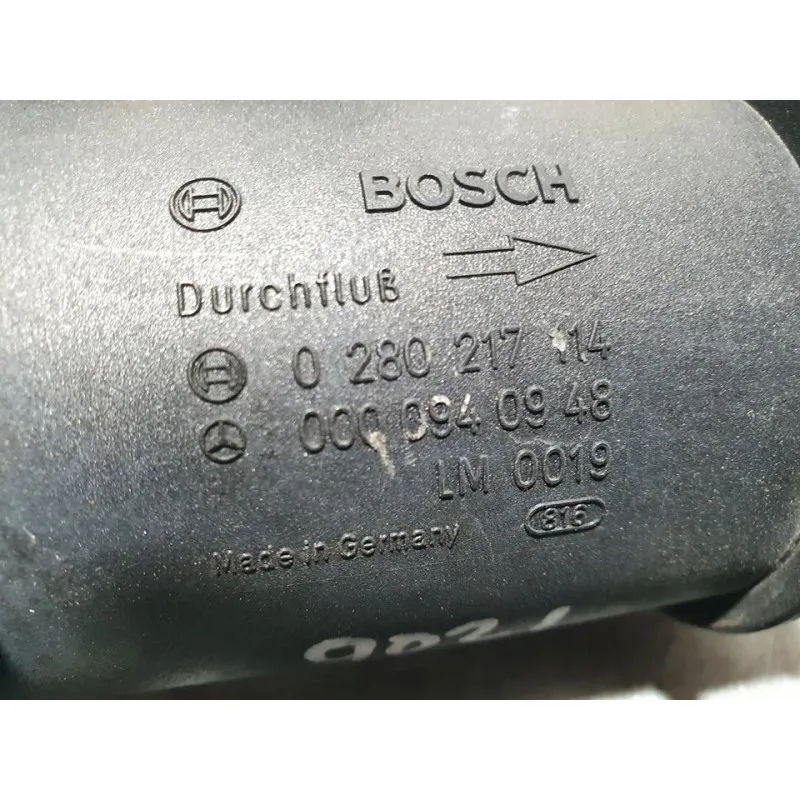 BOSCH
Durchfluß
0 280 217 114
000 094 09 48
LM 0019
816
Made in Germany